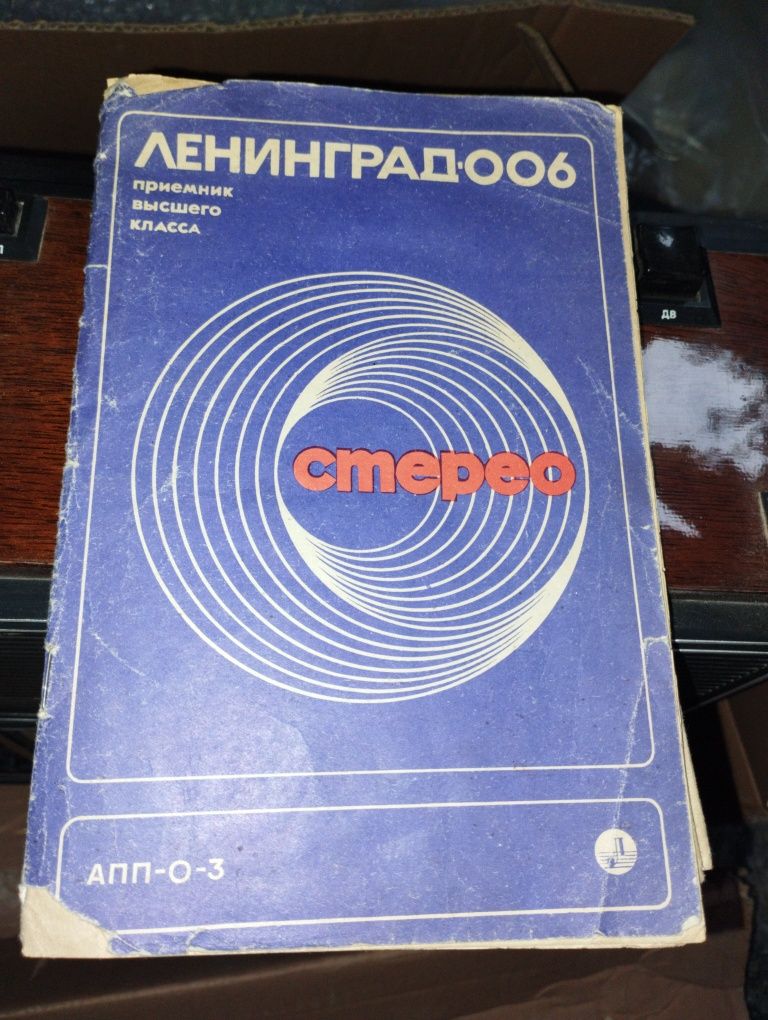 ЛЕНИНГРАД·006
приемник
высшего
класса
стерео
АПП-О-3
ДВ